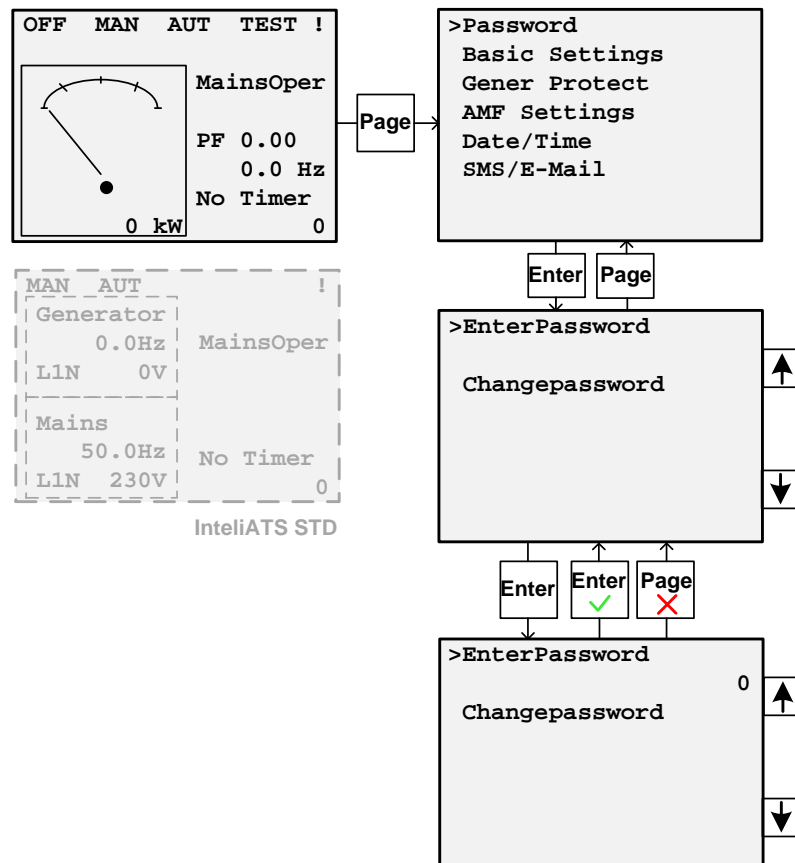 OFF MAN AUT TEST !
MainsOper
PF 0.00
0.0 Hz
No Timer
0 kW 0
Page
>Password
Basic Settings
Gener Protect
AMF Settings
Date/Time
SMS/E-Mail
Enter Page
MAN AUT !
Generator
0.0Hz MainsOper
L1N 0V
Mains
50.0Hz No Timer
L1N 230V 0
InteliATS STD
>EnterPassword
Changepassword
Enter Enter Page
>EnterPassword
0
Changepassword